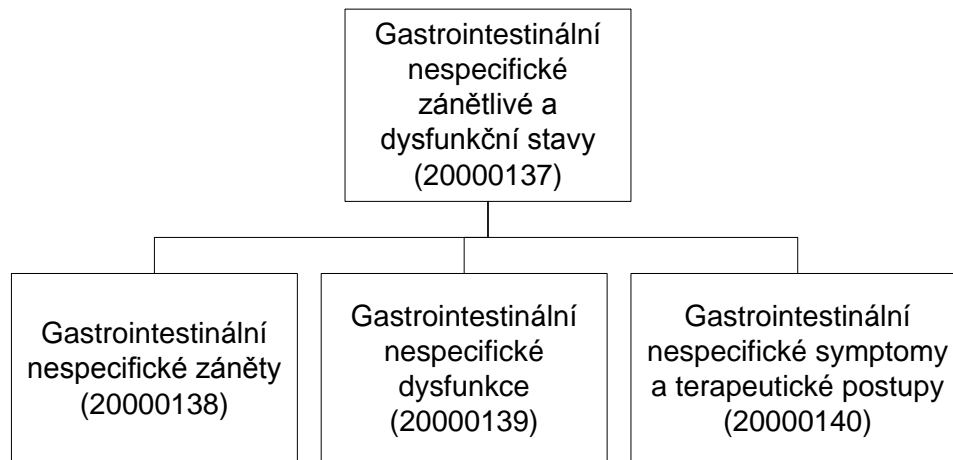 Gastrointestinální
nespecifické
zánětlivé a
dysfunkční stavy
(20000137)
Gastrointestinální
nespecifické záněty
(20000138)
Gastrointestinální
nespecifické
dysfunkce
(20000139)
Gastrointestinální
nespecifické symptomy
a terapeutické postupy
(20000140)